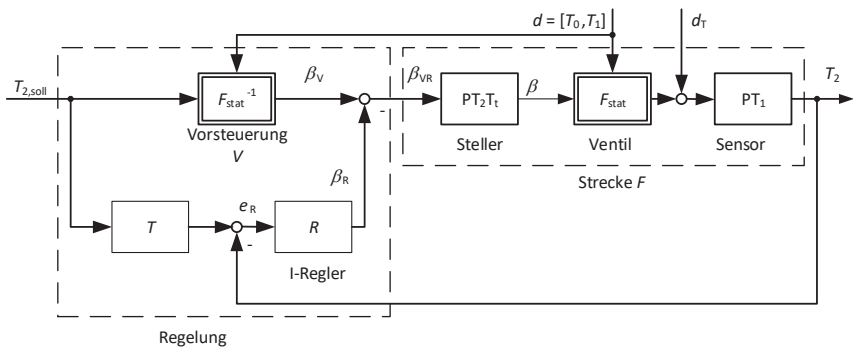 d = [T0,T1]
dT
T2,soll
Fstat-1
βV
-
Vorsteuerung
V
βVR
PT2Tt
Steller
β
Fstat
Ventil
PT1
Sensor
T2
Strecke F
βR
T
eR
-
R
I-Regler
Regelung